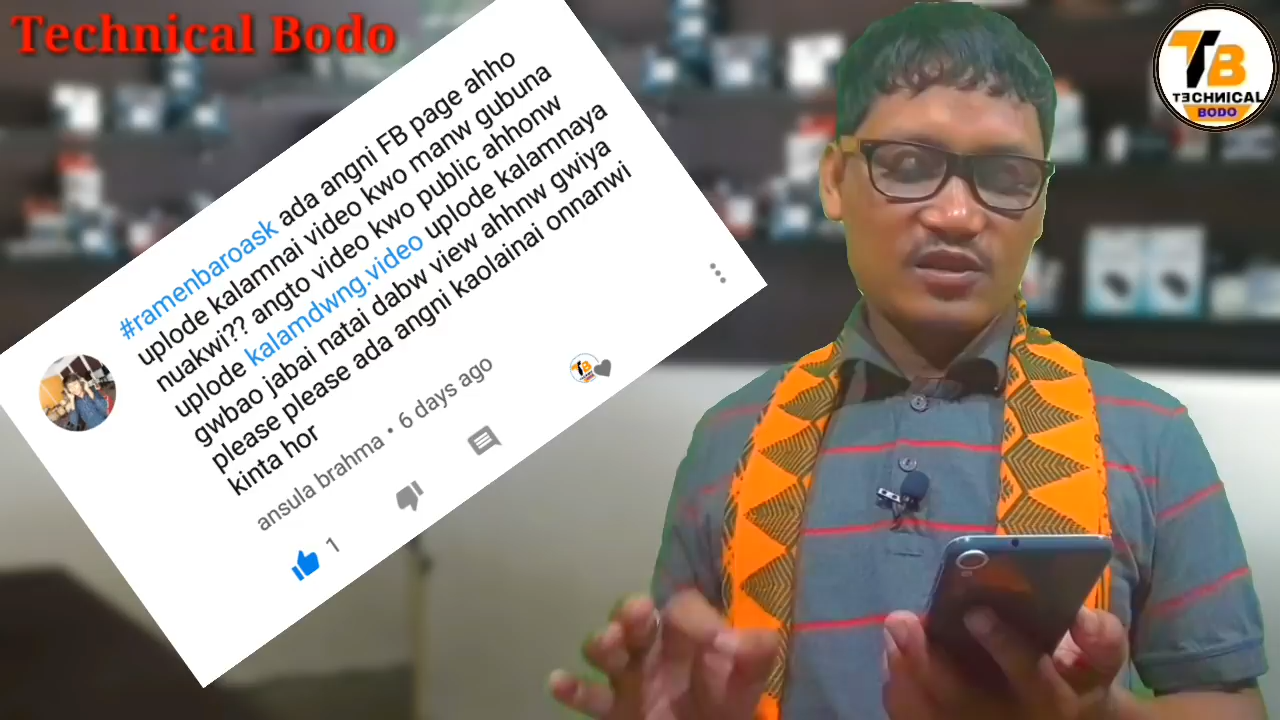 Technical Bodo
#ramenbaroask ada angni FB page ahho
uplode kalamnai video kwo manw gubuna
nuakwi?? angto video kwo public ahhonw
uplode kalamdwng.video uplode kalamnaya
gwbao jabai natai dabw view ahhnw gwiya
please please ada angni kaolainai onnanwi
kinta hor
ansula brahma • 6 days ago
1
TB
TECHNICAL
BODO